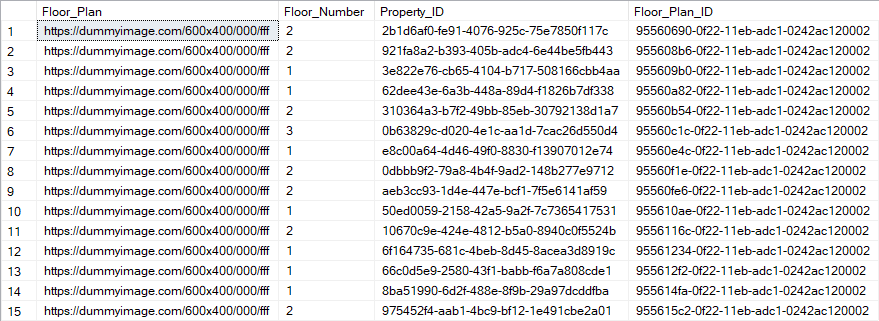 Floor_Plan Floor_Number Property_ID Floor_Plan_ID
1 https://dummyimage.com/600x400/000/fff 2 2b1d6af0-fe91-4076-925c-75e7850f117c 95560690-0f22-11eb-adc1-0242ac120002
2 https://dummyimage.com/600x400/000/fff 2 921fa8a2-b393-405b-adc4-6e44be5fb443 955608b6-0f22-11eb-adc1-0242ac120002
3 https://dummyimage.com/600x400/000/fff 1 3e822e76-cb65-4104-b717-508166cbb4aa 955609b0-0f22-11eb-adc1-0242ac120002
4 https://dummyimage.com/600x400/000/fff 1 62dee43e-6a3b-448a-89d4-f1826b7df338 95560a82-0f22-11eb-adc1-0242ac120002
5 https://dummyimage.com/600x400/000/fff 2 310364a3-b7f2-49bb-85eb-30792138d1a7 95560b54-0f22-11eb-adc1-0242ac120002
6 https://dummyimage.com/600x400/000/fff 3 0b63829c-d020-4e1c-aa1d-7cac26d550d4 95560c1c-0f22-11eb-adc1-0242ac120002
7 https://dummyimage.com/600x400/000/fff 1 e8c00a64-4d46-49f0-8830-f13907012e74 95560e4c-0f22-11eb-adc1-0242ac120002
8 https://dummyimage.com/600x400/000/fff 2 0dbbb9f2-79a8-4b4f-9ad2-148b277e9712 95560f1e-0f22-11eb-adc1-0242ac120002
9 https://dummyimage.com/600x400/000/fff 2 aeb3cc93-1d4e-447e-bcf1-7f5e6141af59 95560fe6-0f22-11eb-adc1-0242ac120002
10 https://dummyimage.com/600x400/000/fff 1 50ed0059-2158-42a5-9a2f-7c7365417531 955610ae-0f22-11eb-adc1-0242ac120002
11 https://dummyimage.com/600x400/000/fff 2 10670c9e-424e-4812-b5a0-8940c0f5524b 9556116c-0f22-11eb-adc1-0242ac120002
12 https://dummyimage.com/600x400/000/fff 1 6f164735-681c-4beb-8d45-8acea3d8919c 95561234-0f22-11eb-adc1-0242ac120002
13 https://dummyimage.com/600x400/000/fff 1 66c0d5e9-2580-43f1-babb-f6a7a808cde1 955612f2-0f22-11eb-adc1-0242ac120002
14 https://dummyimage.com/600x400/000/fff 1 8ba51990-6d2f-488e-8f9b-29a97dcddfba 955614fa-0f22-11eb-adc1-0242ac120002
15 https://dummyimage.com/600x400/000/fff 2 975452f4-aab1-4bc9-bf12-1e491cbe2a01 955615c2-0f22-11eb-adc1-0242ac120002